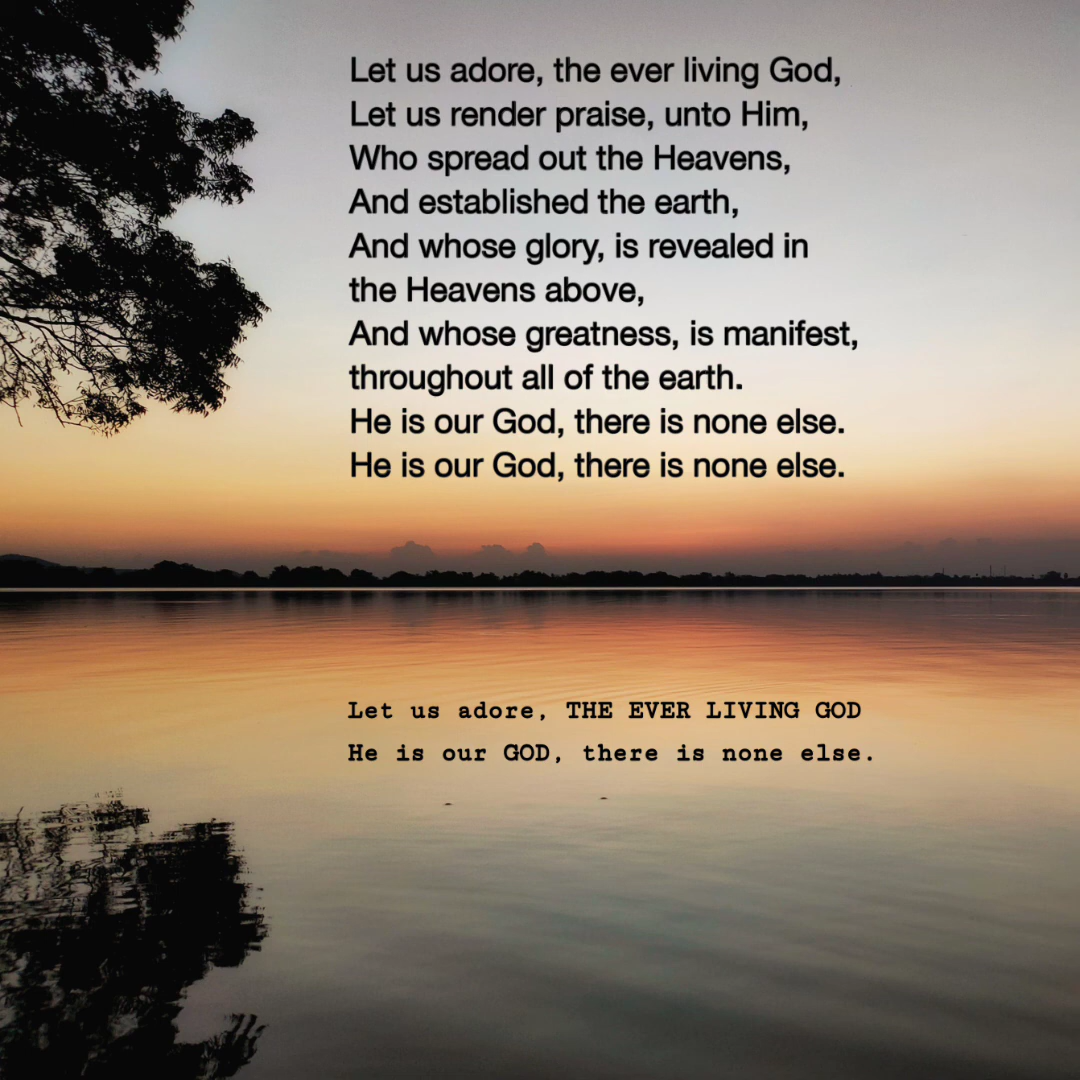 Let us adore, the ever living God,
Let us render praise, unto Him,
Who spread out the Heavens,
And established the earth,
And whose glory, is revealed in
the Heavens above,
And whose greatness, is manifest,
throughout all of the earth.
He is our God, there is none else.
He is our God, there is none else.
Let us adore, THE EVER LIVING GOD
He is our GOD, there is none else.